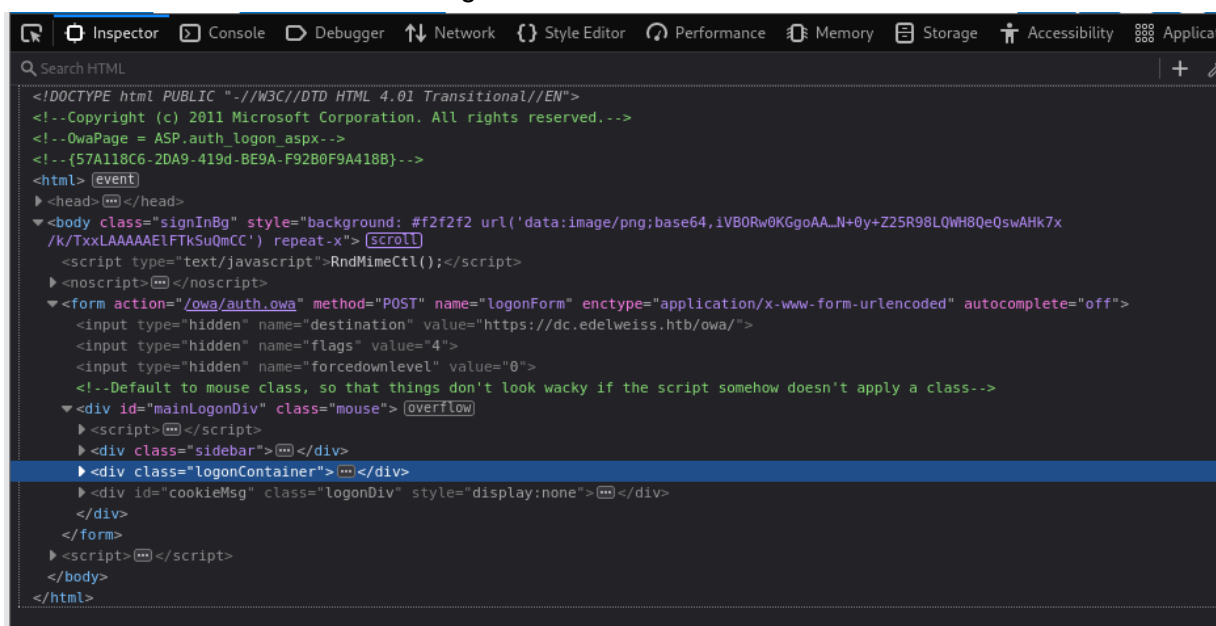 Inspector Console Debugger Network {} Style Editor Performance Memory Storage Accessibility
Search HTML +
<!DOCTYPE html PUBLIC "-//W3C//DTD HTML 4.01 Transitional//EN">
<!--Copyright (c) 2011 Microsoft Corporation. All rights reserved.-->
<!--OwaPage = ASP.auth_logon_aspx-->
<!--{57A118C6-2DA9-419d-BE9A-F92B0F9A418B}-->
<html> event
<head>…</head>
<body class="signInBg" style="background: #f2f2f2 url('data:image/png;base64,iVBORw0KGgoAA…N+0y+Z25R98LQWH8QeQswAHk7x
/k/TxxLAAAAAElFTkSuQmCC') repeat-x"> scroll
<script type="text/javascript">RndMimeCtl();</script>
<noscript>…</noscript>
<form action="/owa/auth.owa" method="POST" name="logonForm" enctype="application/x-www-form-urlencoded" autocomplete="off">
<input type="hidden" name="destination" value="https://dc.edelweiss.htb/owa/">
<input type="hidden" name="flags" value="4">
<input type="hidden" name="forcedownlevel" value="0">
<!--Default to mouse class, so that things don't look wacky if the script somehow doesn't apply a class-->
<div id="mainLogonDiv" class="mouse"> overflow
<script>…</script>
<div class="sidebar">…</div>
<div class="logonContainer">…</div>
<div id="cookieMsg" class="logonDiv" style="display:none">…</div>
</div>
</form>
<script>…</script>
</body>
</html>